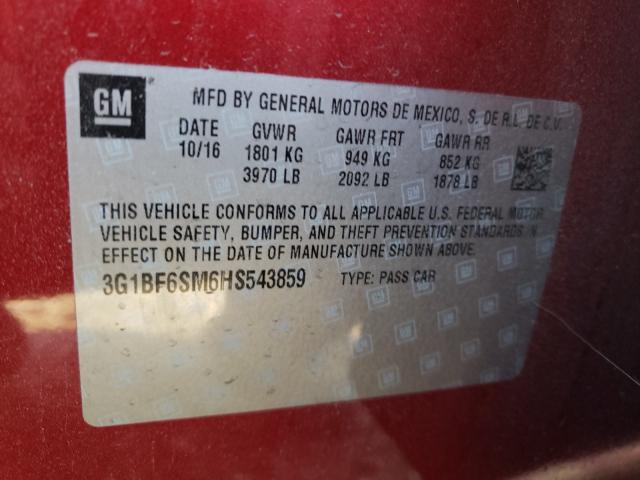 GM
MFD BY GENERAL MOTORS DE MEXICO, S. DE R.L. DE C.V.
DATE GVWR GAWR FRT GAWR RR
10/16 1801 KG 949 KG 852 KG
3970 LB 2092 LB 1878 LB
THIS VEHICLE CONFORMS TO ALL APPLICABLE U.S. FEDERAL MOTOR
VEHICLE SAFETY, BUMPER, AND THEFT PREVENTION STANDARDS IN
EFFECT ON THE DATE OF MANUFACTURE SHOWN ABOVE.
3G1BF6SM6HS543859 TYPE: PASS CAR